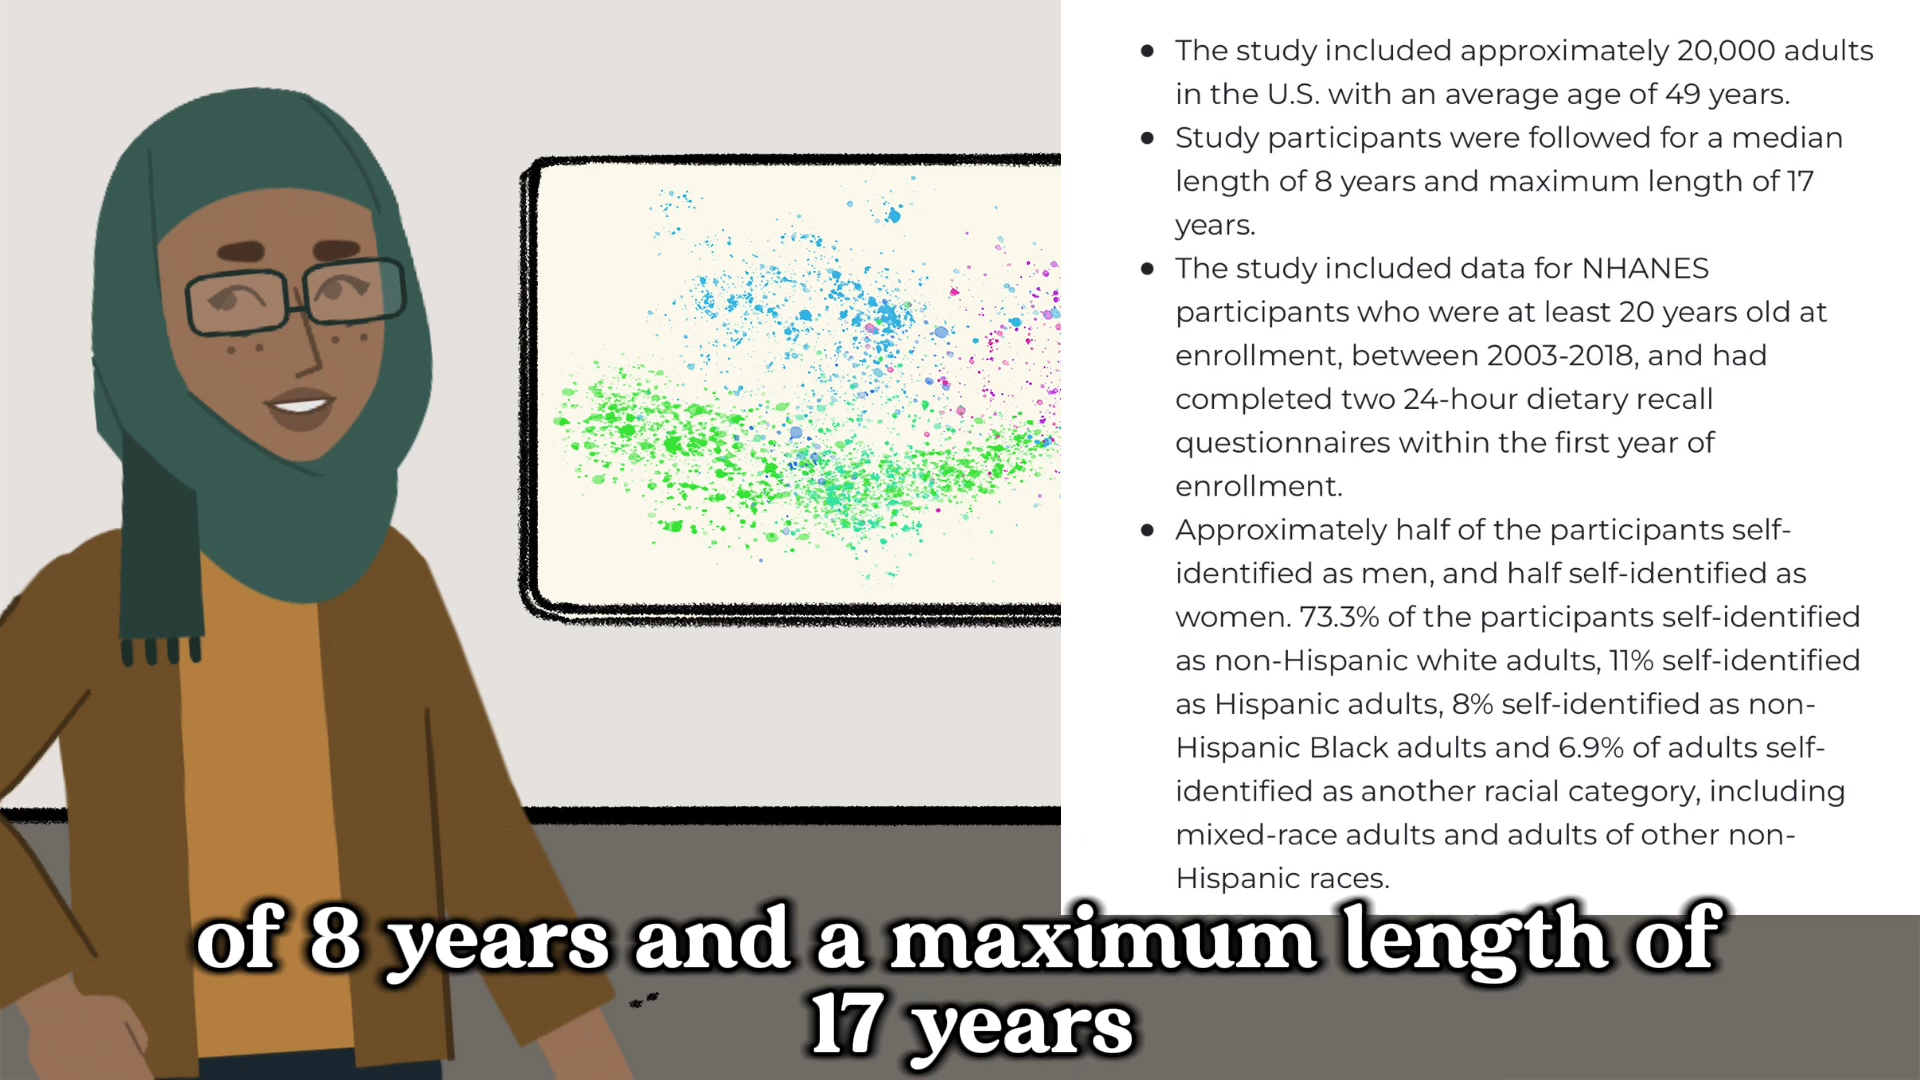 ● The study included approximately 20,000 adults
in the U.S. with an average age of 49 years.
● Study participants were followed for a median
length of 8 years and maximum length of 17
years.
● The study included data for NHANES
participants who were at least 20 years old at
enrollment, between 2003-2018, and had
completed two 24-hour dietary recall
questionnaires within the first year of
enrollment.
● Approximately half of the participants self-
identified as men, and half self-identified as
women. 73.3% of the participants self-identified
as non-Hispanic white adults, 11% self-identified
as Hispanic adults, 8% self-identified as non-
Hispanic Black adults and 6.9% of adults self-
identified as another racial category, including
mixed-race adults and adults of other non-
Hispanic races.
of 8 years and a maximum length of
17 years